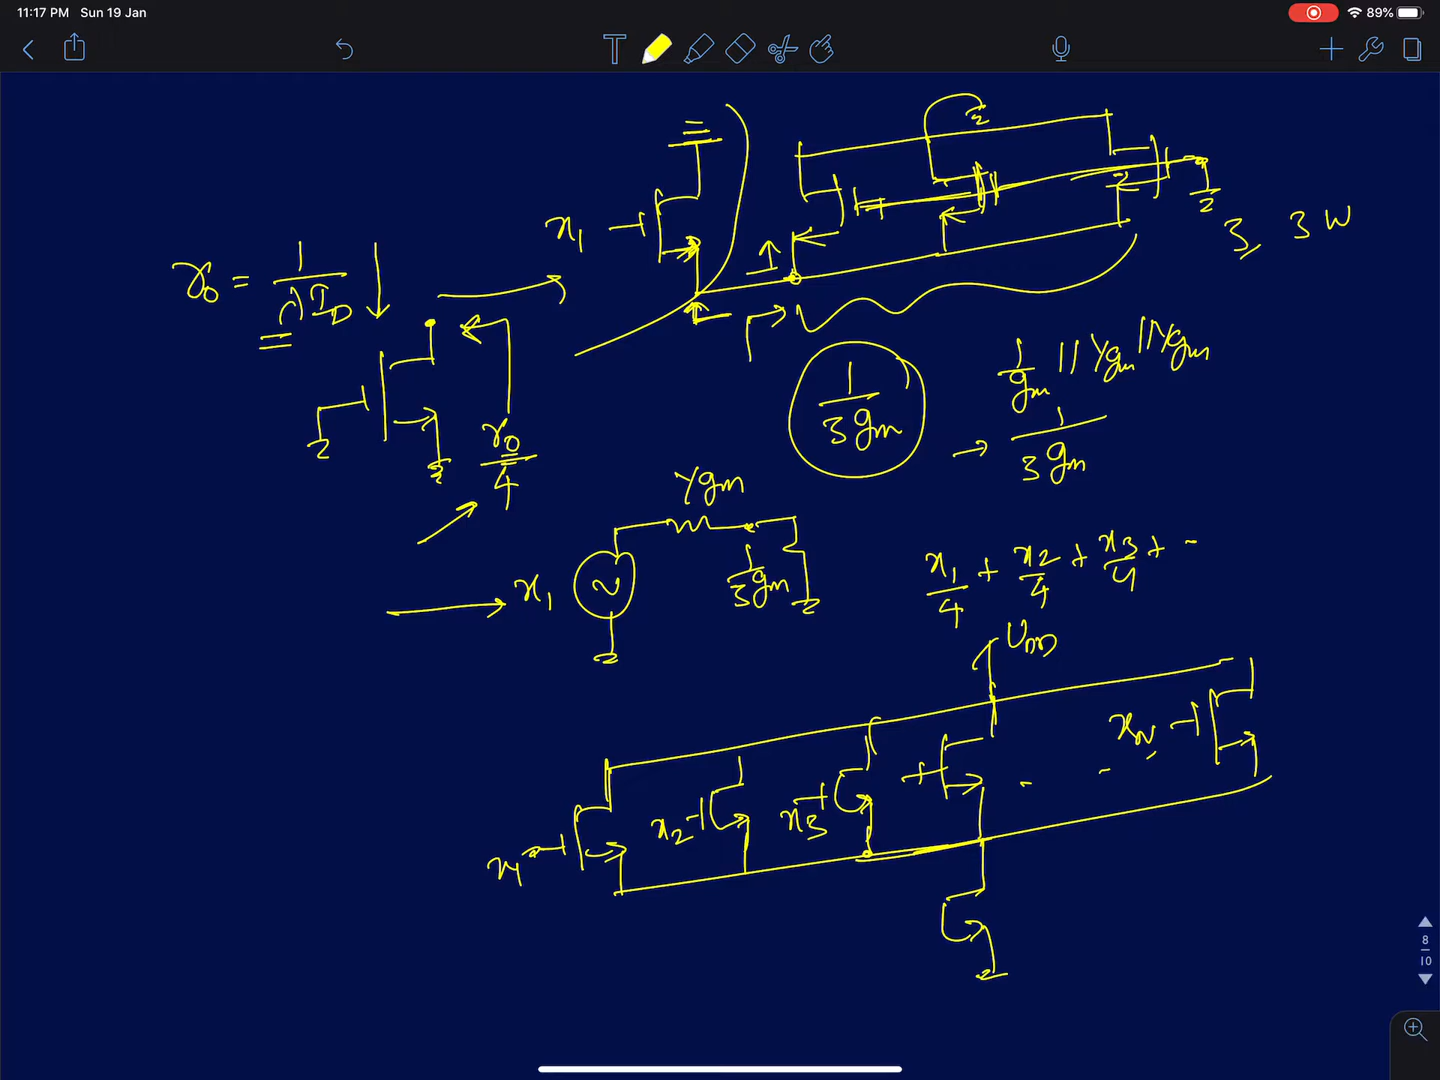 11:17 PM Sun 19 Jan
89%
x1
3, 3W
r0 = 1/λID
r0/4
1/3gm
1/gm || 1/gm || 1/gm
→ 1/3gm
1/gm
x1
1/3gm
x1/4 + x2/4 + x3/4 + -
VDD
x1
x2
x3
xN
8
10